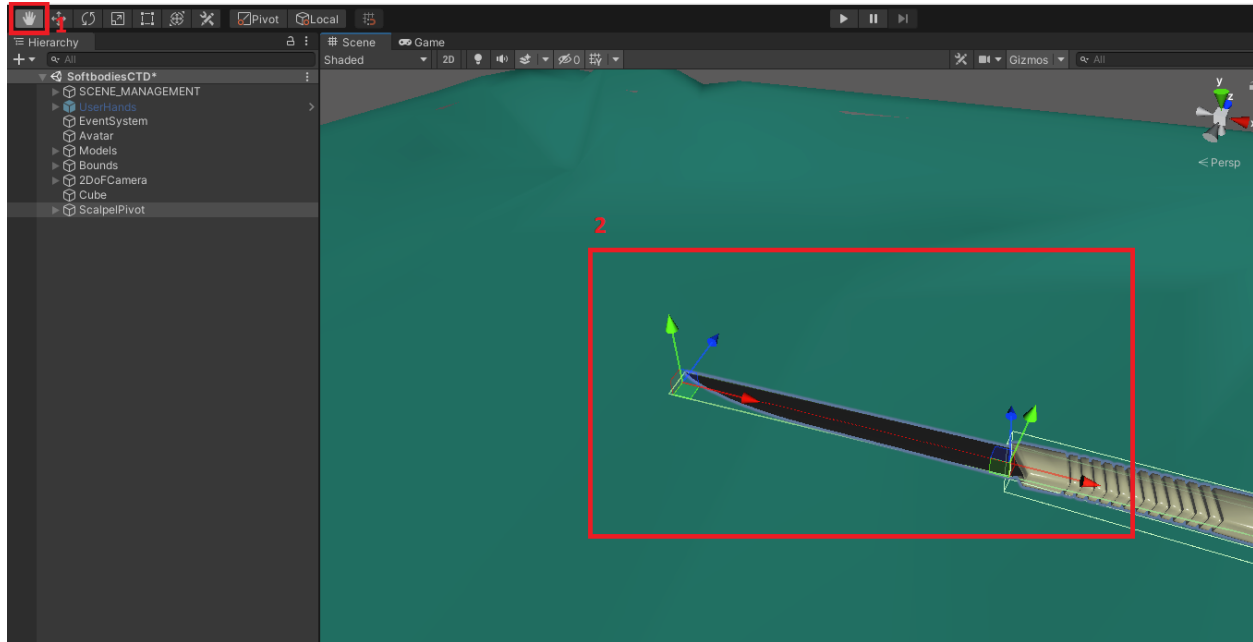 1
Pivot Local
Hierarchy
All
# Scene Game
Shaded 2D 0 Gizmos All
SoftbodiesCTD*
SCENE_MANAGEMENT
UserHands
EventSystem
Avatar
Models
Bounds
2DoFCamera
Cube
ScalpelPivot
y
z
x
< Persp
2